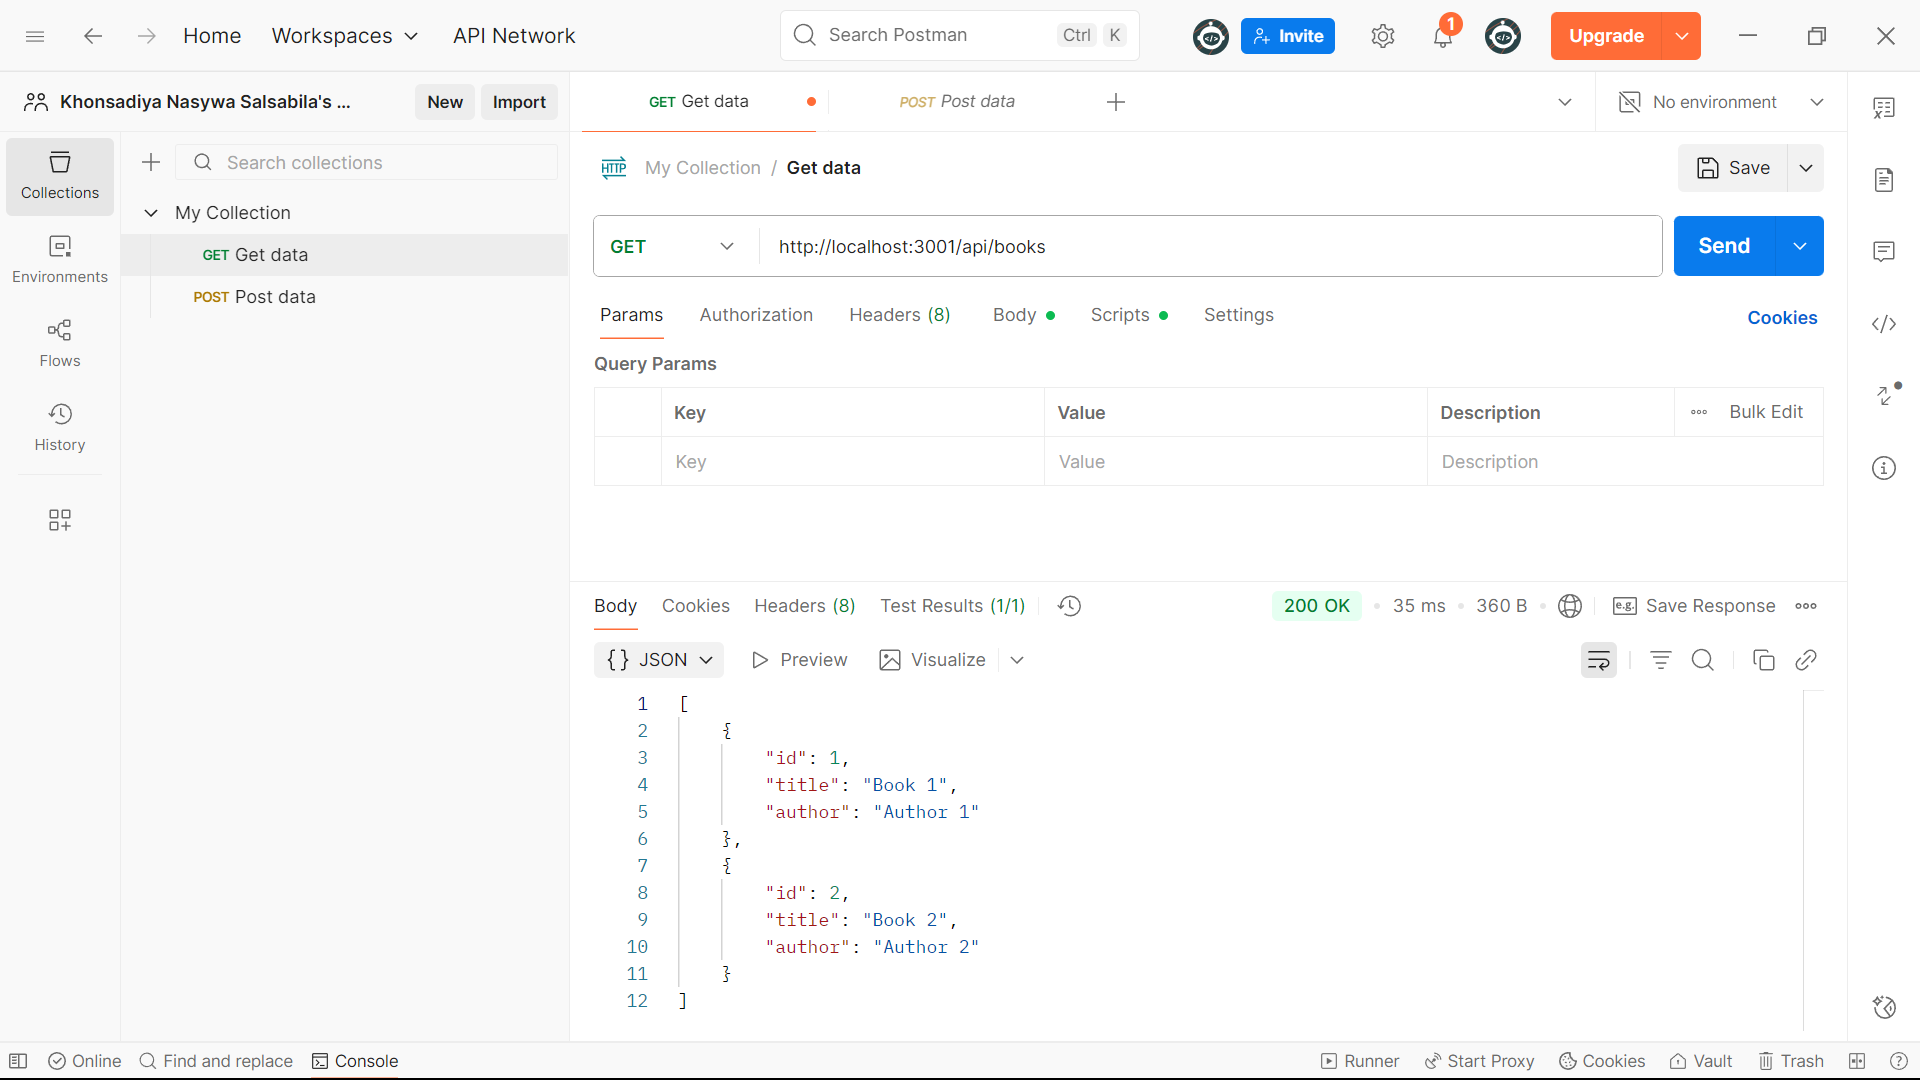 Home Workspaces API Network Search Postman Ctrl K Invite 1 Upgrade
Khonsadiya Nasywa Salsabila's ... New Import GET Get data POST Post data No environment
Collections
Environments
Flows
History
Search collections
My Collection
GET Get data
POST Post data
HTTP My Collection / Get data Save
GET http://localhost:3001/api/books Send
Params Authorization Headers (8) Body Scripts Settings Cookies
Query Params
Key Value Description Bulk Edit
Key Value Description
Body Cookies Headers (8) Test Results (1/1) 200 OK 35 ms 360 B e.g. Save Response
{} JSON Preview Visualize
1 [
2 {
3 "id": 1,
4 "title": "Book 1",
5 "author": "Author 1"
6 },
7 {
8 "id": 2,
9 "title": "Book 2",
10 "author": "Author 2"
11 }
12 ]
Online Find and replace Console Runner Start Proxy Cookies Vault Trash